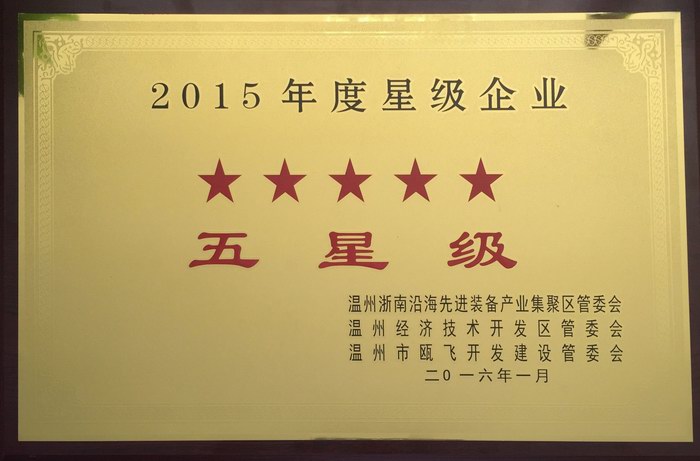 2015年度星级企业
★★★★★
五星级
温州浙南沿海先进装备产业集聚区管委会
温州经济技术开发区管委会
温州市瓯飞开发建设管委会
二0一六年一月